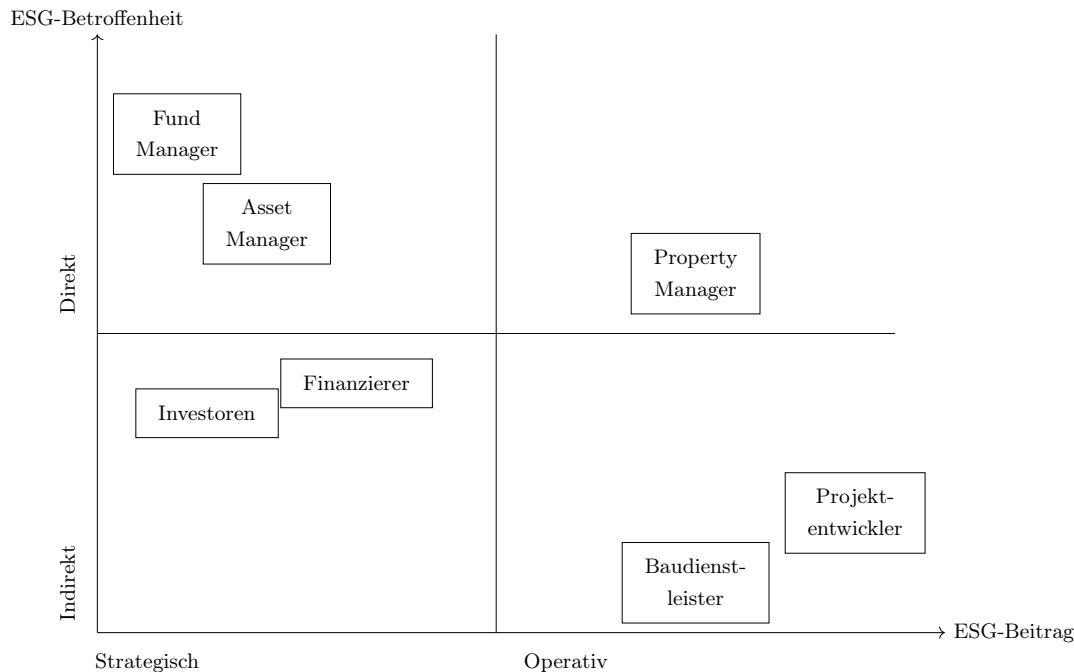 ESG-Betroffenheit
Fund
Manager
Asset
Manager
Property
Manager
Direkt
Finanzierer
Investoren
Projekt-
entwickler
Baudienst-
leister
Indirekt
ESG-Beitrag
Strategisch
Operativ